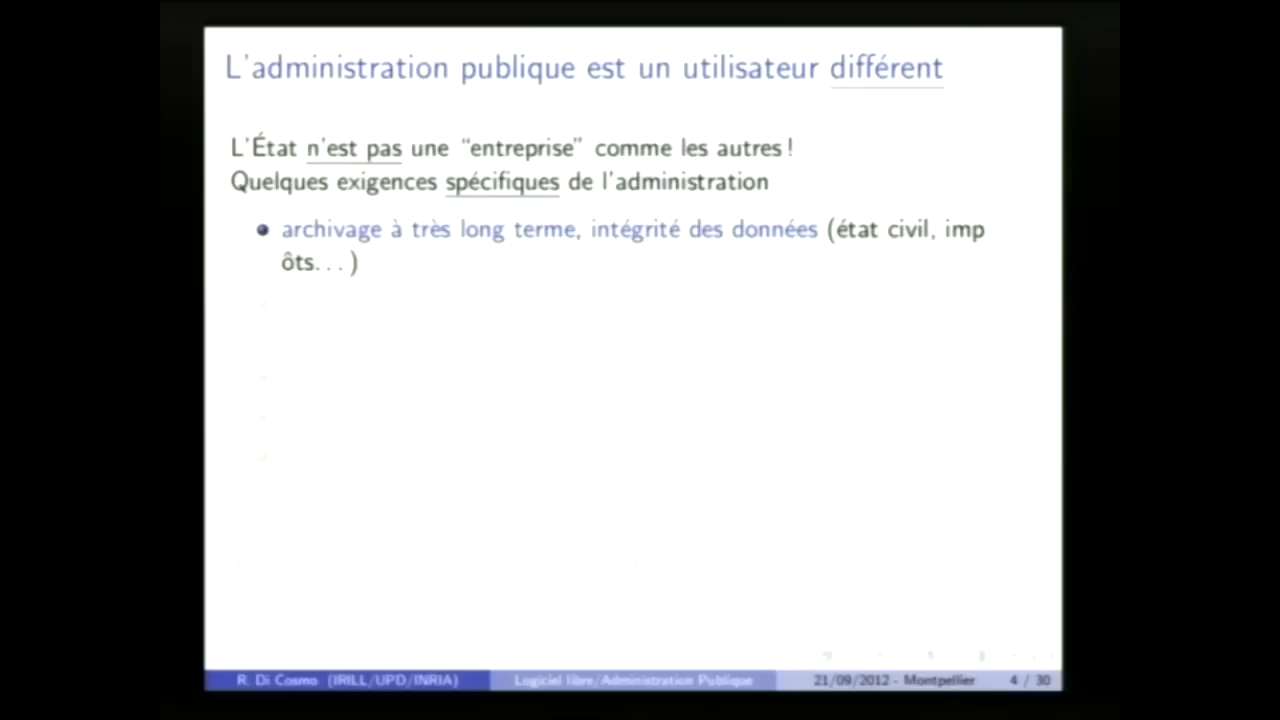 L'administration publique est un utilisateur différent
L'État n'est pas une “entreprise” comme les autres !
Quelques exigences spécifiques de l'administration
archivage à très long terme, intégrité des données (état civil, imp
ôts. . . )
R. Di Cosmo (IRILL/UPD/INRIA)
Logiciel libre/Administration Publique
21/09/2012 - Montpellier
4 / 30